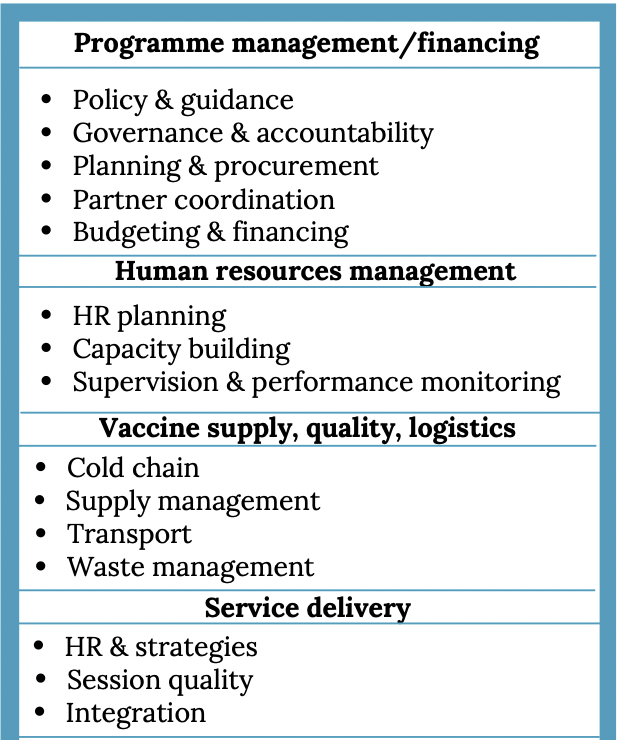 Programme management/financing
• Policy & guidance
• Governance & accountability
• Planning & procurement
• Partner coordination
• Budgeting & financing
Human resources management
• HR planning
• Capacity building
• Supervision & performance monitoring
Vaccine supply, quality, logistics
• Cold chain
• Supply management
• Transport
• Waste management
Service delivery
• HR & strategies
• Session quality
• Integration